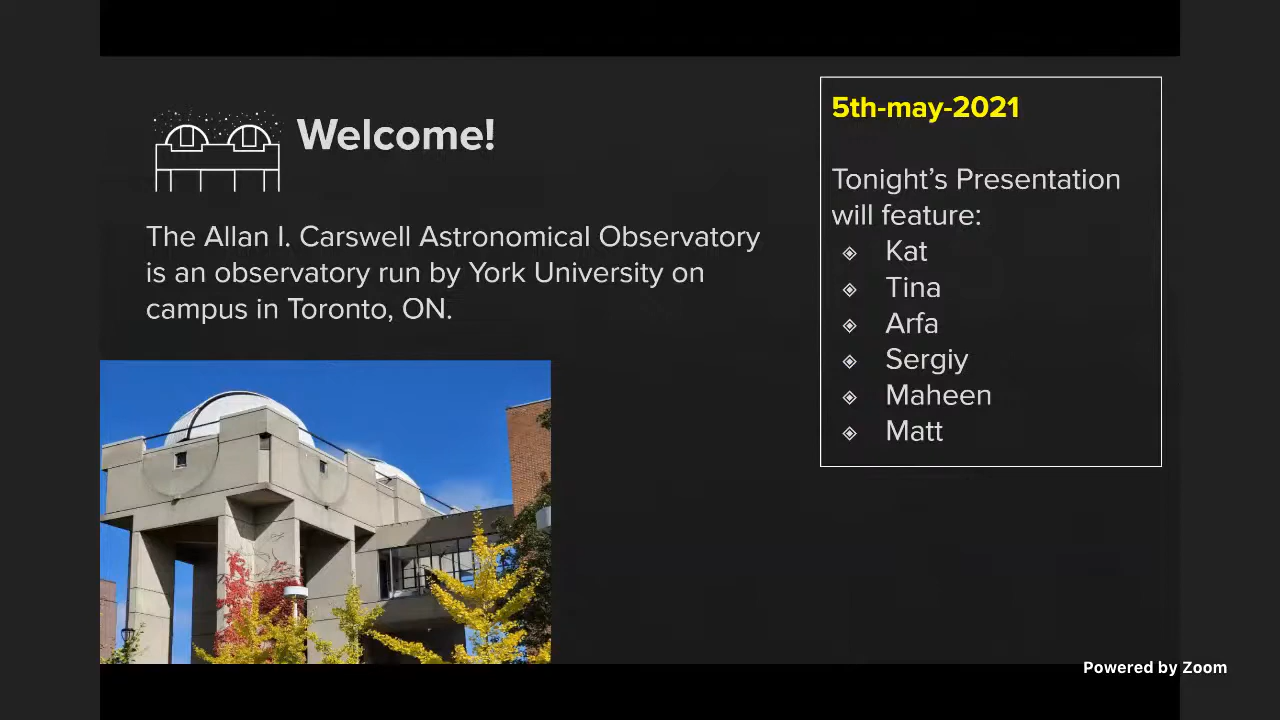 Welcome!
The Allan I. Carswell Astronomical Observatory
is an observatory run by York University on
campus in Toronto, ON.
5th-may-2021
Tonight’s Presentation
will feature:
Kat
Tina
Arfa
Sergiy
Maheen
Matt
Powered by Zoom